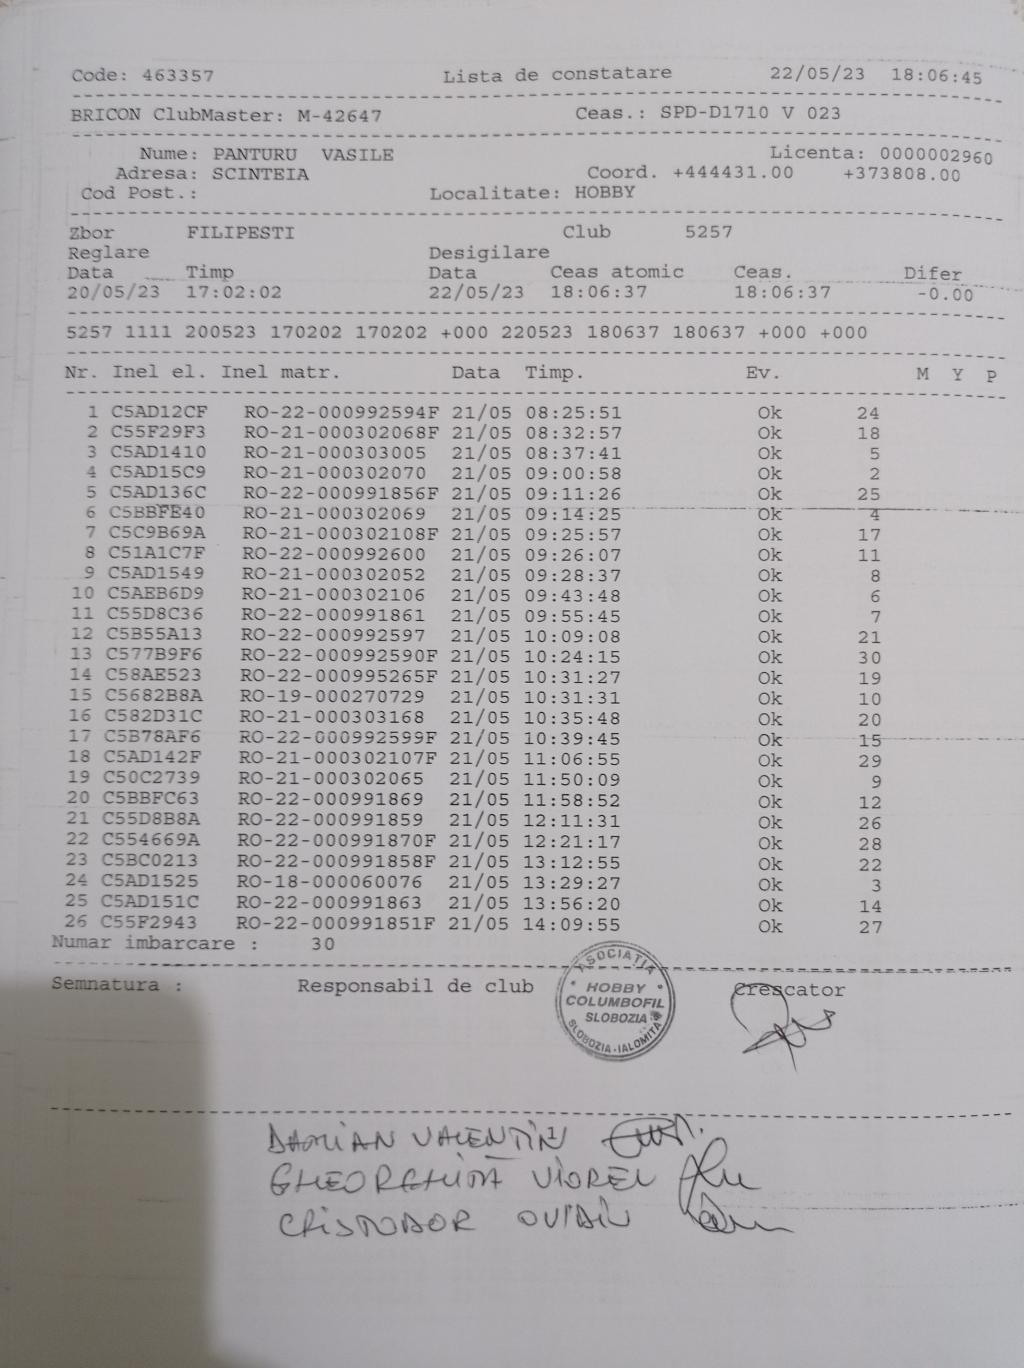 Code: 463357 Lista de constatare 22/05/23 18:06:45
BRICON ClubMaster: M-42647 Ceas.: SPD-D1710 V 023
Nume: PANTURU VASILE Licenta: 0000002960
Adresa: SCINTEIA Coord. +444431.00 +373808.00
Cod Post.: Localitate: HOBBY
Zbor FILIPESTI Club 5257
Reglare Desigilare
Data Timp Data Ceas atomic Ceas. Difer
20/05/23 17:02:02 22/05/23 18:06:37 18:06:37 -0.00
5257 1111 200523 170202 170202 +000 220523 180637 180637 +000 +000
Nr. Inel el. Inel matr. Data Timp. Ev. M Y P
1 C5AD12CF RO-22-000992594F 21/05 08:25:51 Ok 24
2 C55F29F3 RO-21-000302068F 21/05 08:32:57 Ok 18
3 C5AD1410 RO-21-000303005 21/05 08:37:41 Ok 5
4 C5AD15C9 RO-21-000302070 21/05 09:00:58 Ok 2
5 C5AD136C RO-22-000991856F 21/05 09:11:26 Ok 25
6 C5BBFE40 RO-21-000302069 21/05 09:14:25 Ok 4
7 C5C9B69A RO-21-000302108F 21/05 09:25:57 Ok 17
8 C51A1C7F RO-22-000992600 21/05 09:26:07 Ok 11
9 C5AD1549 RO-21-000302052 21/05 09:28:37 Ok 8
10 C5AEB6D9 RO-21-000302106 21/05 09:43:48 Ok 6
11 C55D8C36 RO-22-000991861 21/05 09:55:45 Ok 7
12 C5B55A13 RO-22-000992597 21/05 10:09:08 Ok 21
13 C577B9F6 RO-22-000992590F 21/05 10:24:15 Ok 30
14 C58AE523 RO-22-000995265F 21/05 10:31:27 Ok 19
15 C5682B8A RO-19-000270729 21/05 10:31:31 Ok 10
16 C582D31C RO-21-000303168 21/05 10:35:48 Ok 20
17 C5B78AF6 RO-22-000992599F 21/05 10:39:45 Ok 15
18 C5AD142F RO-21-000302107F 21/05 11:06:55 Ok 29
19 C50C2739 RO-21-000302065 21/05 11:50:09 Ok 9
20 C5BBFC63 RO-22-000991869 21/05 11:58:52 Ok 12
21 C55D8B8A RO-22-000991859 21/05 12:11:31 Ok 26
22 C554669A RO-22-000991870F 21/05 12:21:17 Ok 28
23 C5BC0213 RO-22-000991858F 21/05 13:12:55 Ok 22
24 C5AD1525 RO-18-000060076 21/05 13:29:27 Ok 3
25 C5AD151C RO-22-000991863 21/05 13:56:20 Ok 14
26 C55F2943 RO-22-000991851F 21/05 14:09:55 Ok 27
Numar imbarcare : 30
Semnatura : Responsabil de club Crescator
ASOCIAȚIA
HOBBY
COLUMBOFIL
SLOBOZIA
SLOBOZIA-IALOMITA
DAMIAN VALENTIN
GHEORGHITA VIOREL
CRISTODOR OVIDIU